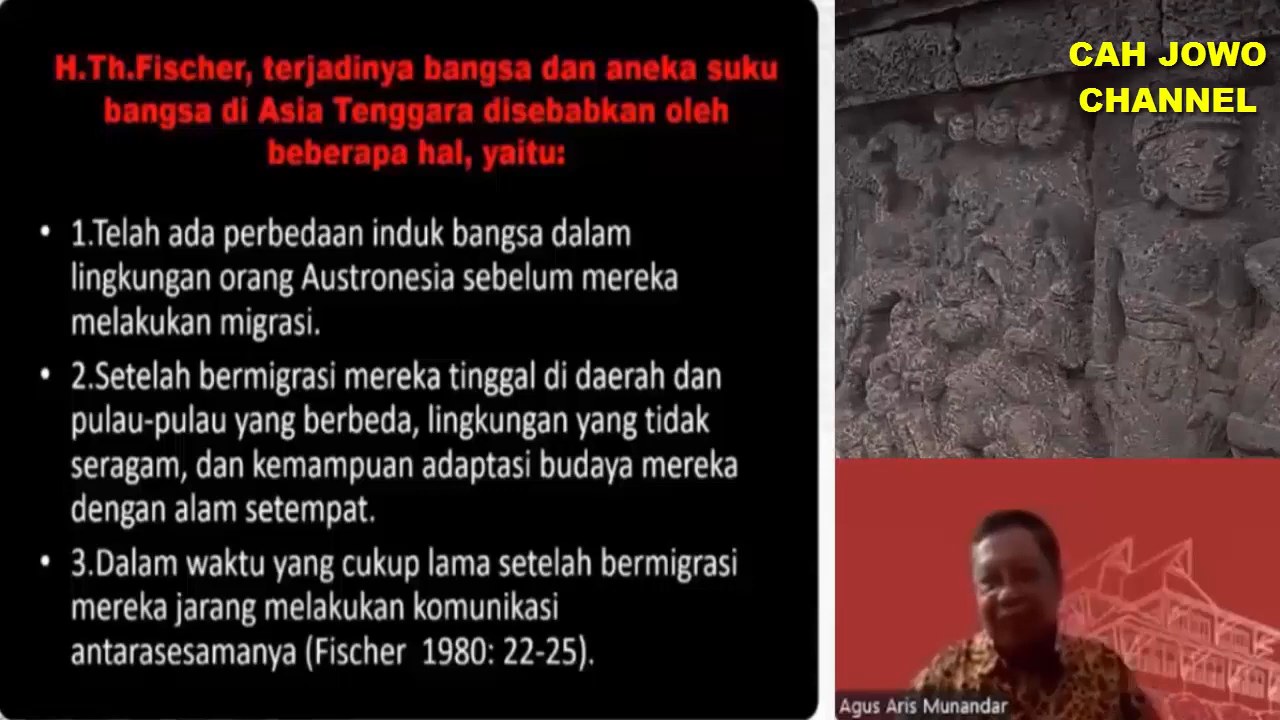 H.Th.Fischer, terjadinya bangsa dan aneka suku
bangsa di Asia Tenggara disebabkan oleh
beberapa hal, yaitu:
• 1.Telah ada perbedaan induk bangsa dalam
lingkungan orang Austronesia sebelum mereka
melakukan migrasi.
• 2.Setelah bermigrasi mereka tinggal di daerah dan
pulau-pulau yang berbeda, lingkungan yang tidak
seragam, dan kemampuan adaptasi budaya mereka
dengan alam setempat.
• 3.Dalam waktu yang cukup lama setelah bermigrasi
mereka jarang melakukan komunikasi
antarasesamanya (Fischer 1980: 22-25).
CAH JOWO
CHANNEL
Agus Aris Munandar